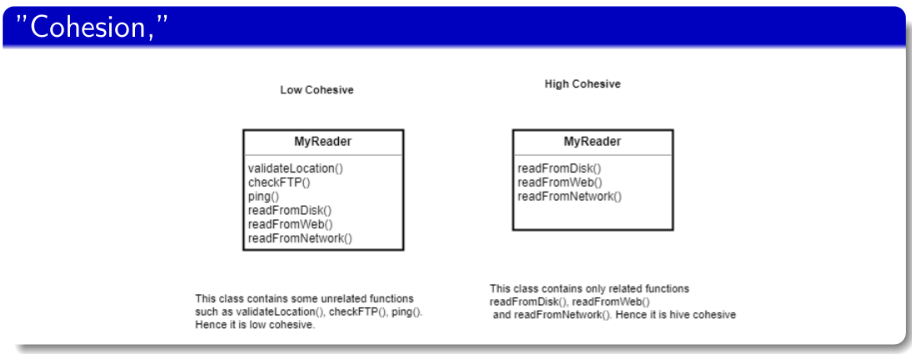 "Cohesion,"
Low Cohesive
MyReader
validateLocation()
checkFTP()
ping()
readFromDisk()
readFromWeb()
readFromNetwork()
This class contains some unrelated functions
such as validateLocation(), checkFTP(), ping().
Hence it is low cohesive.
High Cohesive
MyReader
readFromDisk()
readFromWeb()
readFromNetwork()
This class contains only related functions
readFromDisk(), readFromWeb()
and readFromNetwork(). Hence it is hive cohesive